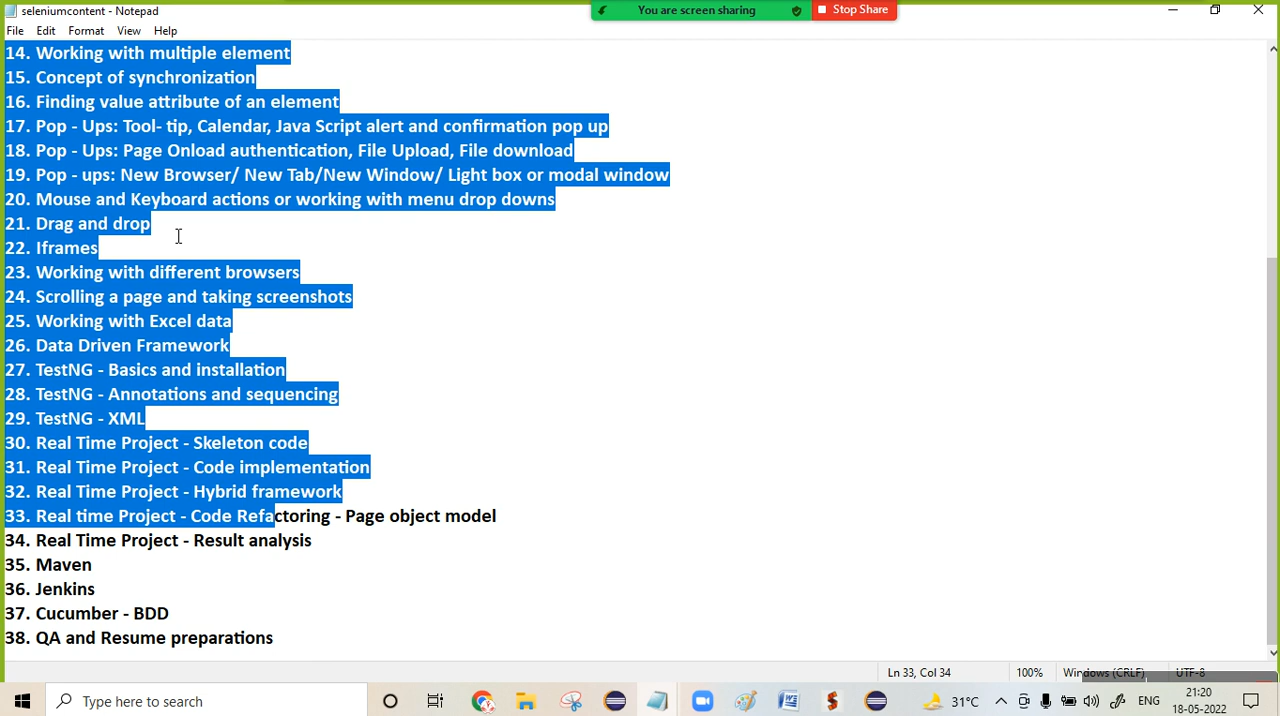 seleniumcontent - Notepad
You are screen sharing
Stop Share
File Edit Format View Help
14. Working with multiple element
15. Concept of synchronization
16. Finding value attribute of an element
17. Pop - Ups: Tool- tip, Calendar, Java Script alert and confirmation pop up
18. Pop - Ups: Page Onload authentication, File Upload, File download
19. Pop - ups: New Browser/ New Tab/New Window/ Light box or modal window
20. Mouse and Keyboard actions or working with menu drop downs
21. Drag and drop
22. Iframes
23. Working with different browsers
24. Scrolling a page and taking screenshots
25. Working with Excel data
26. Data Driven Framework
27. TestNG - Basics and installation
28. TestNG - Annotations and sequencing
29. TestNG - XML
30. Real Time Project - Skeleton code
31. Real Time Project - Code implementation
32. Real Time Project - Hybrid framework
33. Real time Project - Code Refactoring - Page object model
34. Real Time Project - Result analysis
35. Maven
36. Jenkins
37. Cucumber - BDD
38. QA and Resume preparations
Ln 33, Col 34 100% Windows (CRLF) UTF-8
Type here to search
31°C
ENG
21:20
18-05-2022